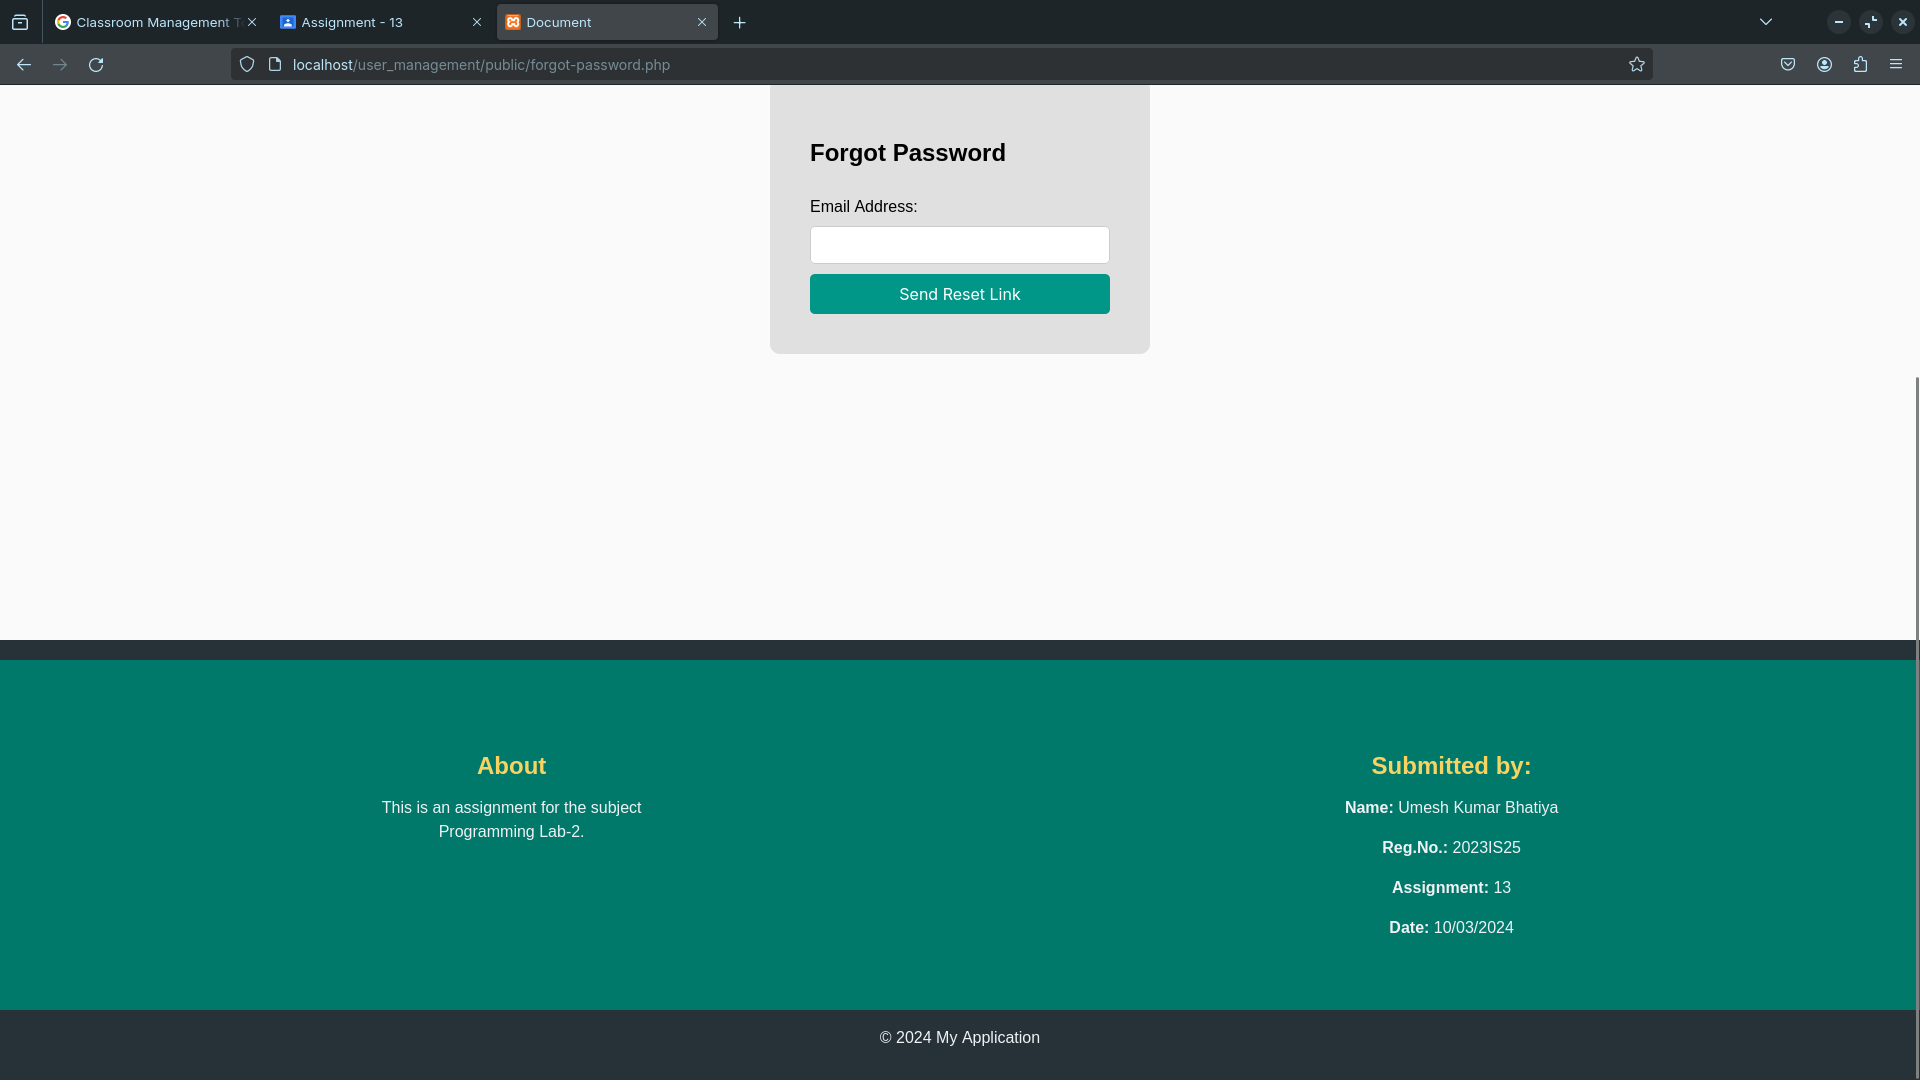 Classroom Management
Assignment - 13
Document
localhost/user_management/public/forgot-password.php
Forgot Password
Email Address:
Send Reset Link
About
This is an assignment for the subject
Programming Lab-2.
Submitted by:
Name: Umesh Kumar Bhatiya
Reg.No.: 2023IS25
Assignment: 13
Date: 10/03/2024
© 2024 My Application